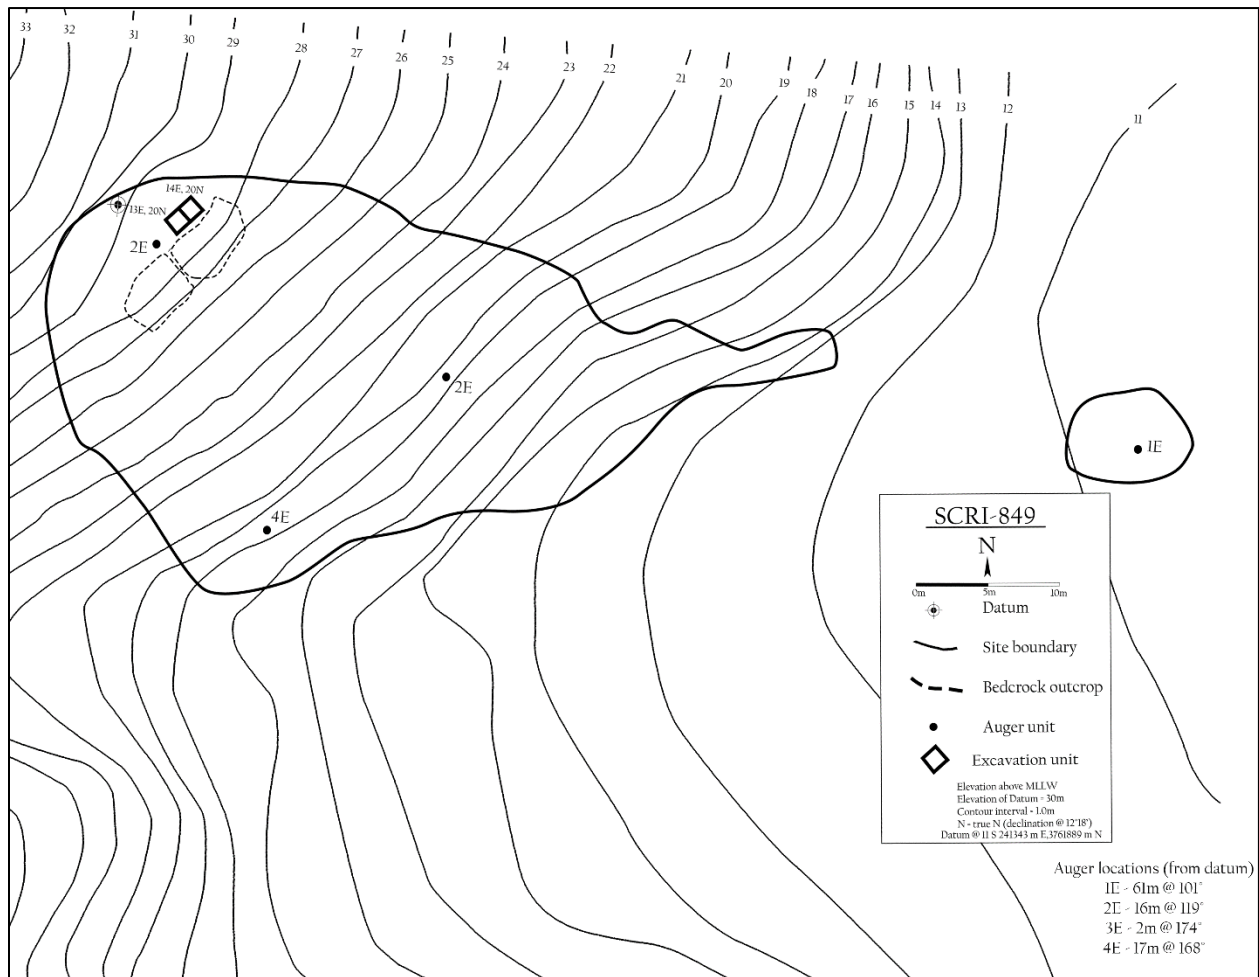 33
32
31
30
29
28
27
26
25
24
23
22
21
20
19
18
17
16
15
14
13
12
11
14E, 20N
13E, 20N
2E
2E
4E
1E
SCRI-849
N
0m 5m 10m
Datum
Site boundary
Bedcrock outcrop
Auger unit
Excavation unit
Elevation above MLLW
Elevation of Datum - 30m
Contour interval - 1.0m
N - true N (declination @ 12°18')
Datum @ 11 S 241343 m E,3761889 m N
Auger locations (from datum)
1E - 61m @ 101°
2E - 16m @ 119°
3E - 2m @ 174°
4E - 17m @ 168°